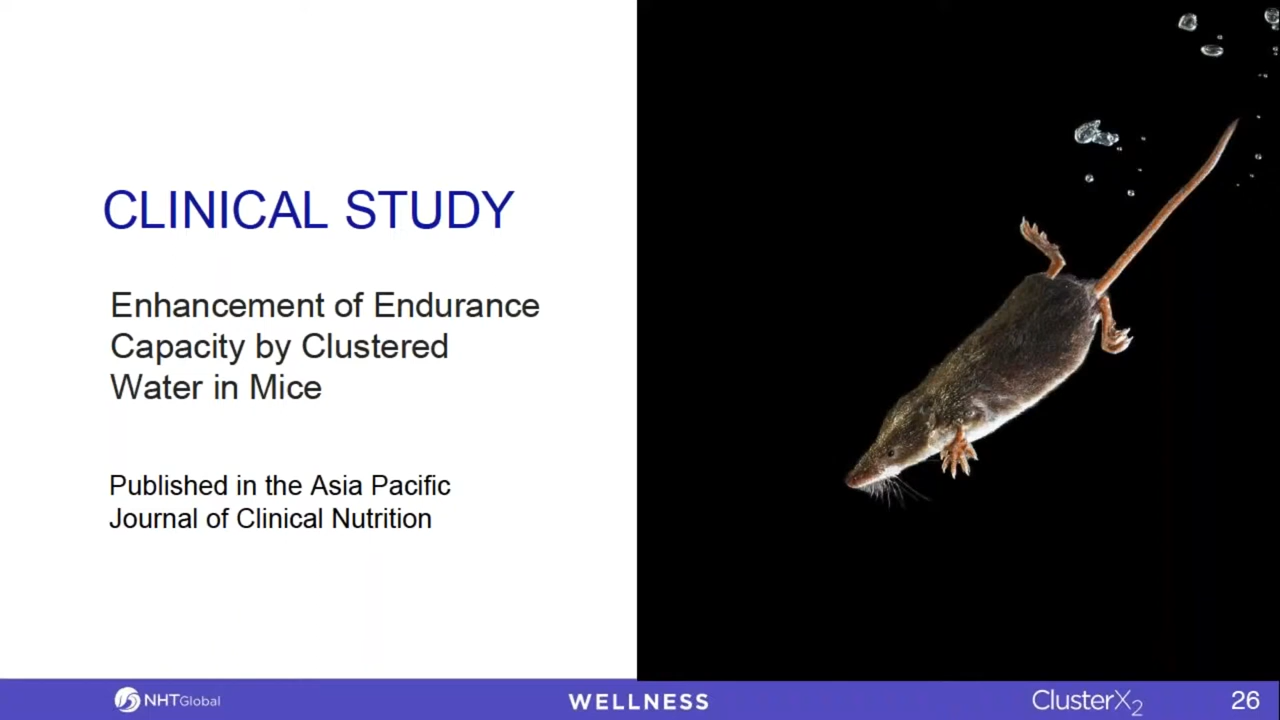 CLINICAL STUDY
Enhancement of Endurance
Capacity by Clustered
Water in Mice
Published in the Asia Pacific
Journal of Clinical Nutrition
NHTGlobal
WELLNESS
ClusterX2
26